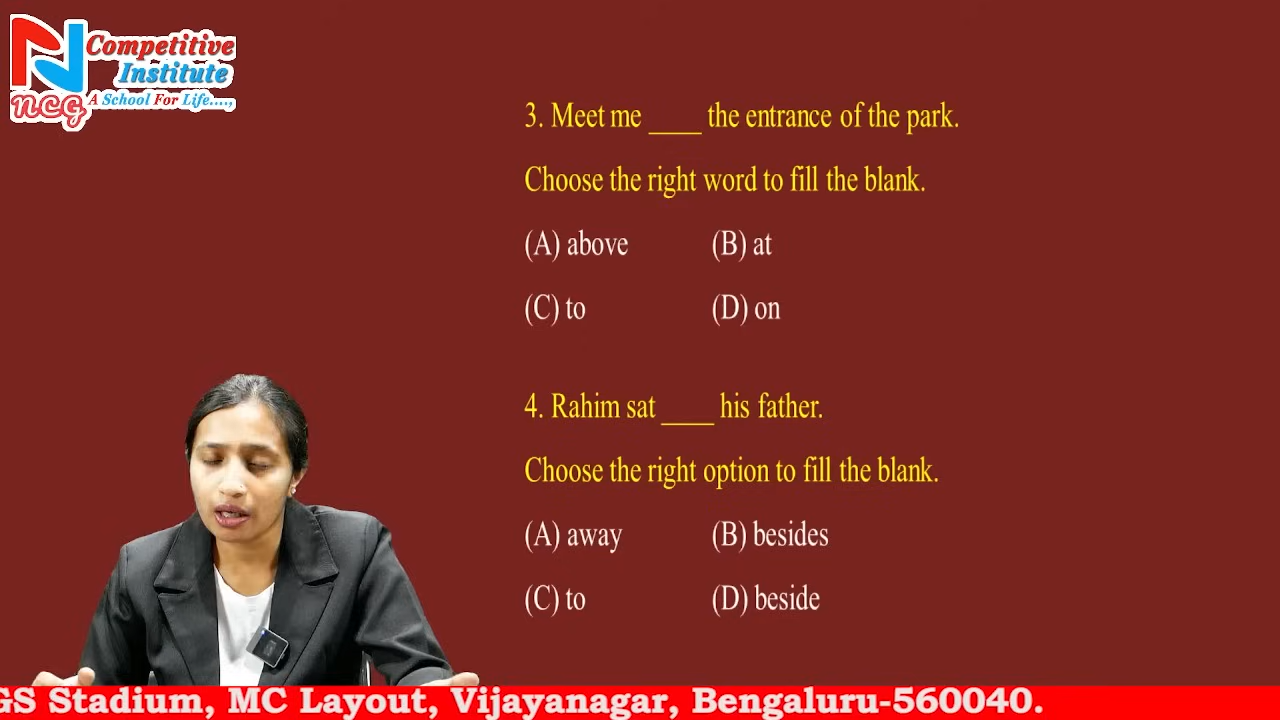 Competitive
Institute
NCG A School For Life....,
3. Meet me ____ the entrance of the park.
Choose the right word to fill the blank.
(A) above (B) at
(C) to (D) on
4. Rahim sat ____ his father.
Choose the right option to fill the blank.
(A) away (B) besides
(C) to (D) beside
GS Stadium, MC Layout, Vijayanagar, Bengaluru-560040.